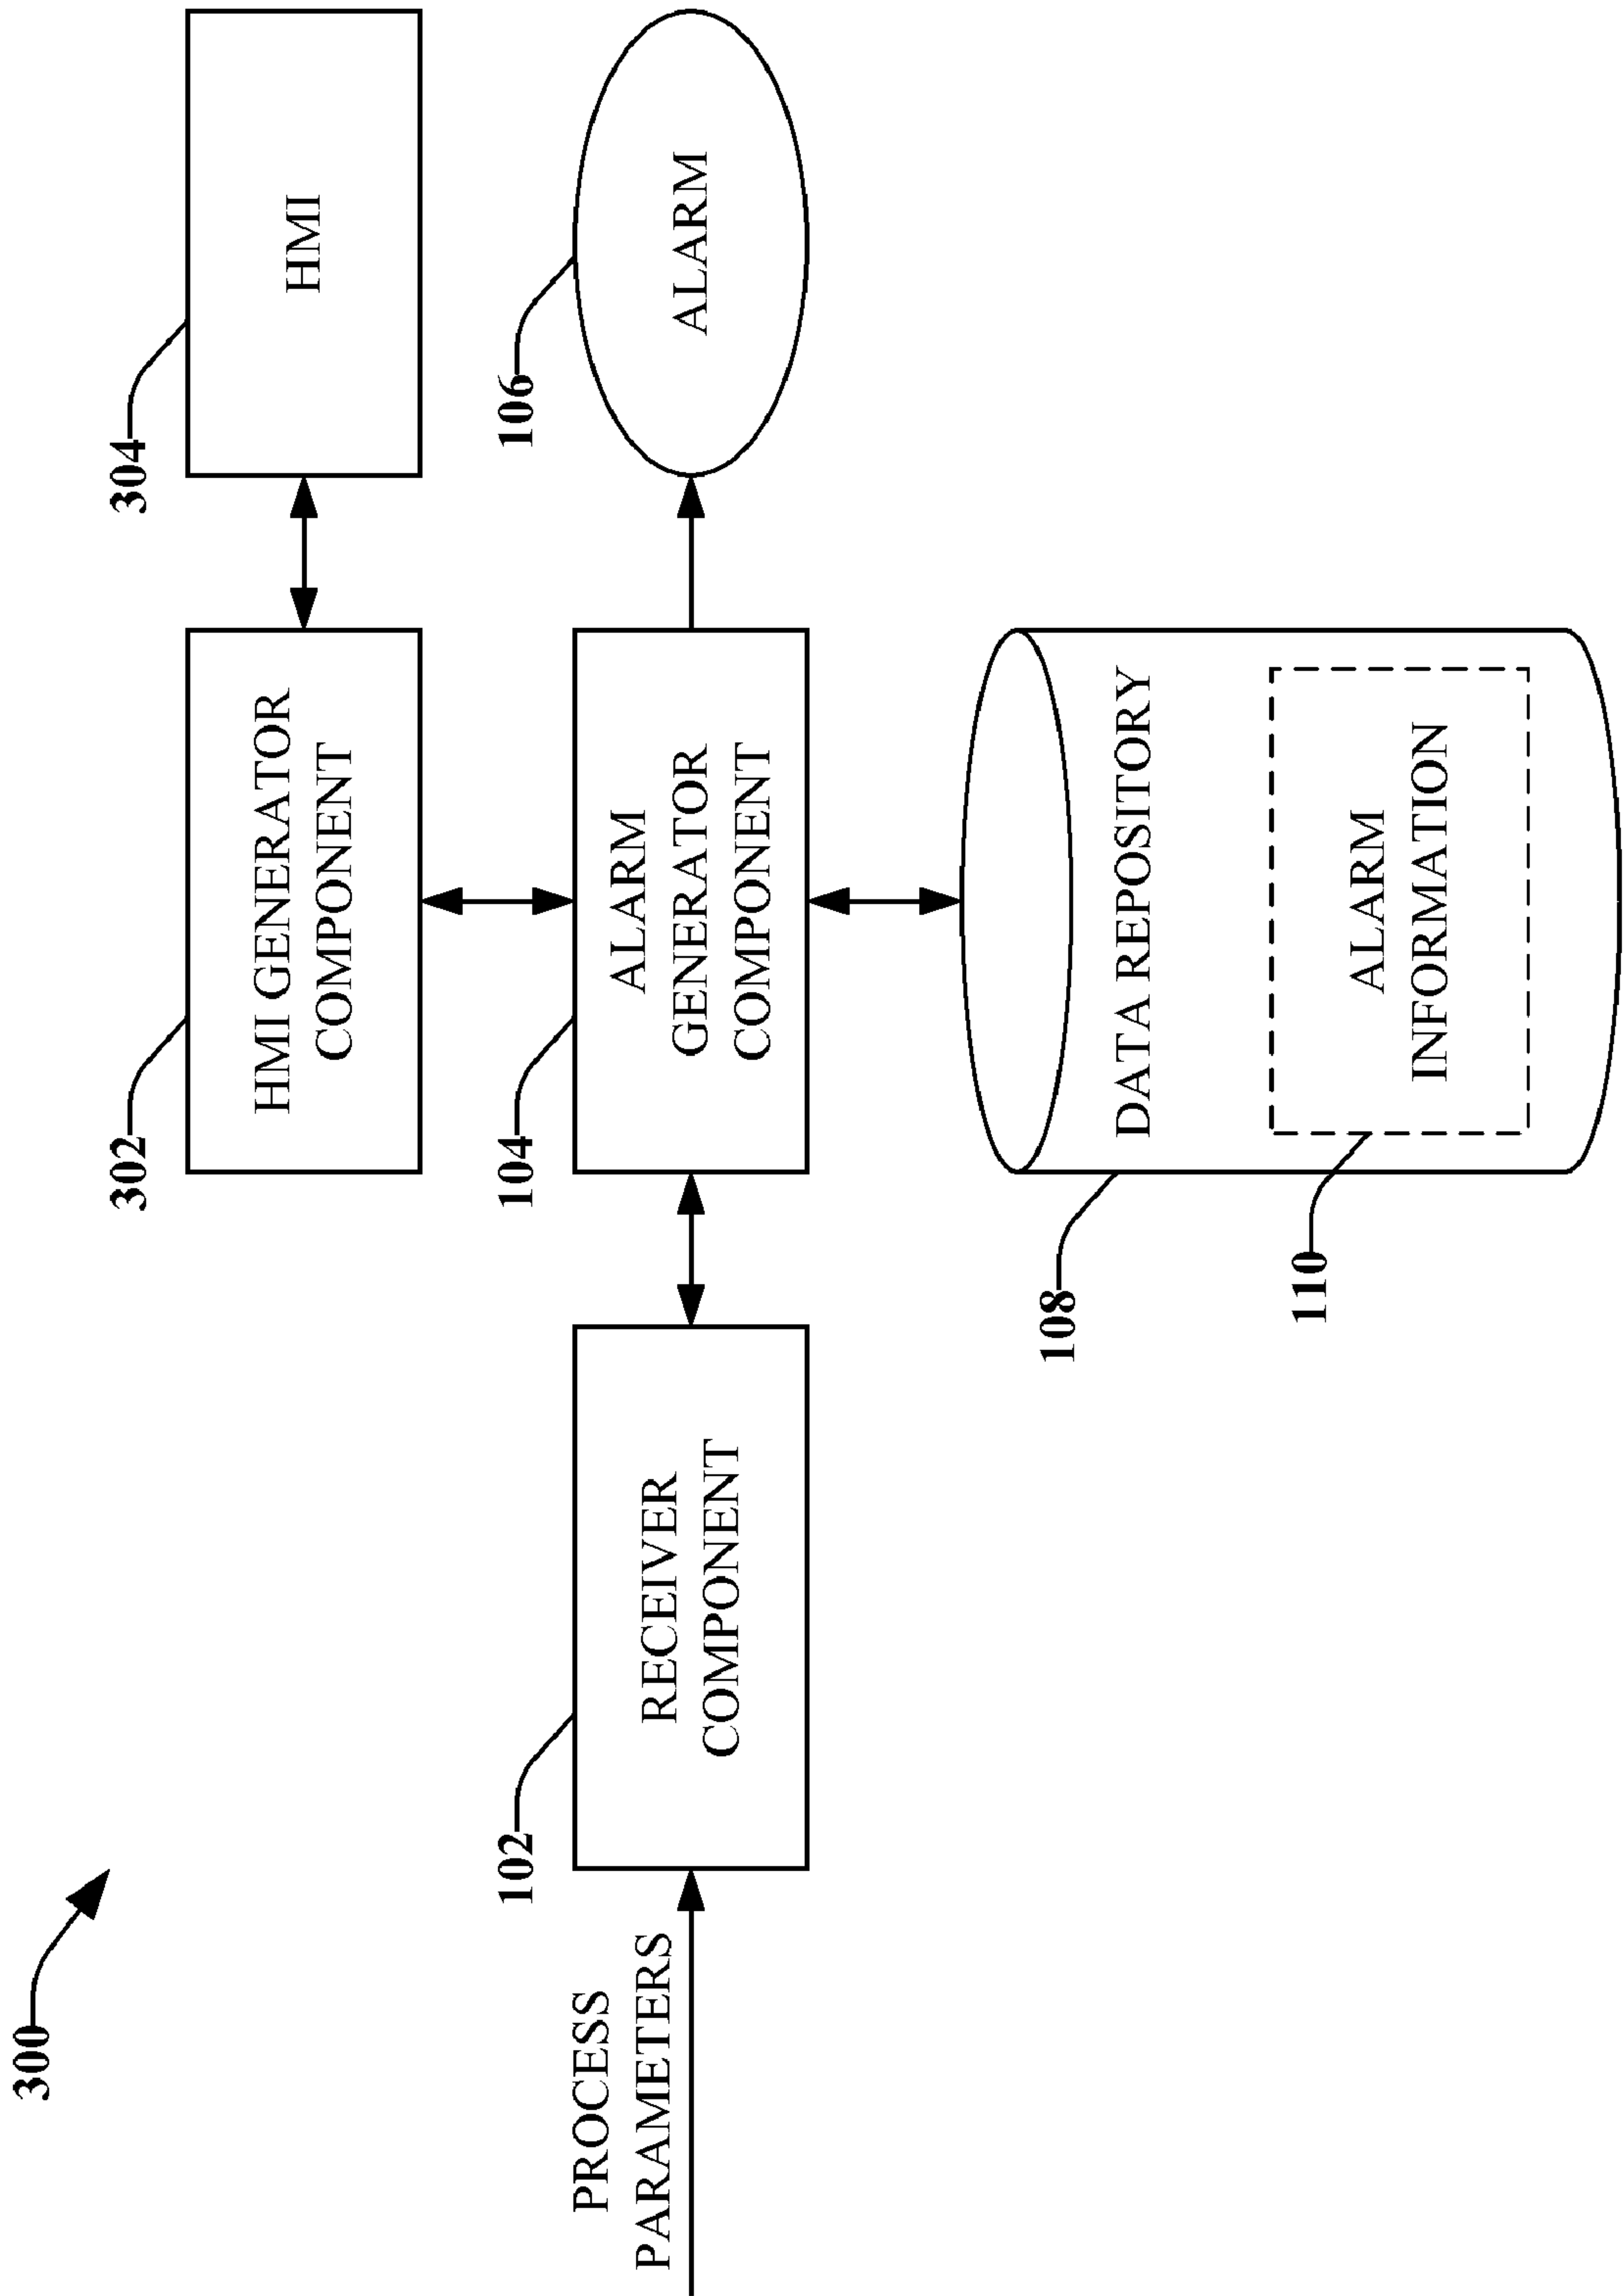 300
302
HMI GENERATOR
COMPONENT
304
HMI
PROCESS
PARAMETERS
102
RECEIVER
COMPONENT
104
ALARM
GENERATOR
COMPONENT
106
ALARM
108
DATA REPOSITORY
110
ALARM
INFORMATION